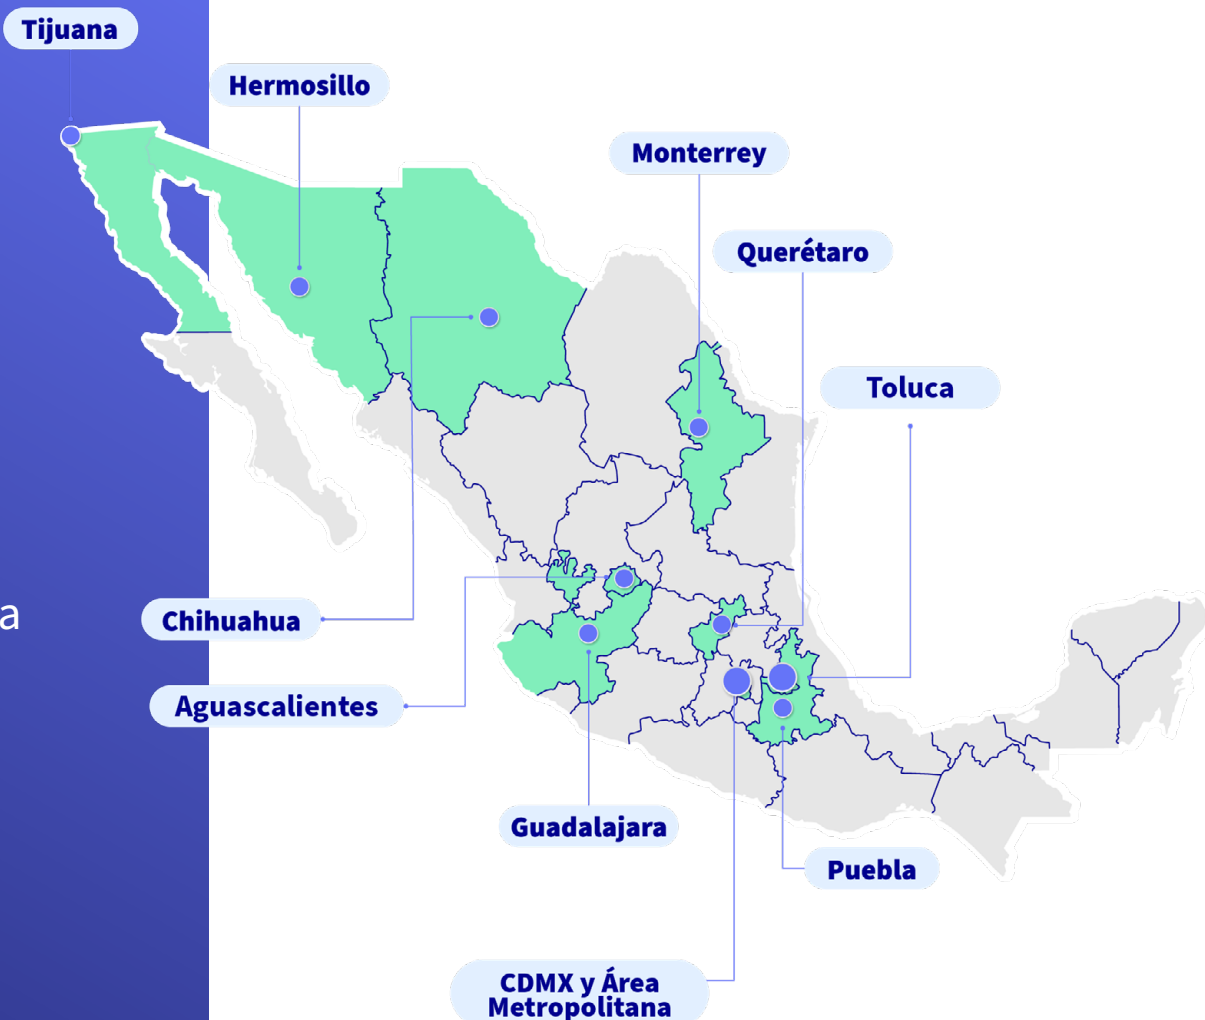 Tijuana
Hermosillo
Monterrey
Querétaro
Toluca
a
Chihuahua
Aguascalientes
Guadalajara
Puebla
CDMX y Área
Metropolitana